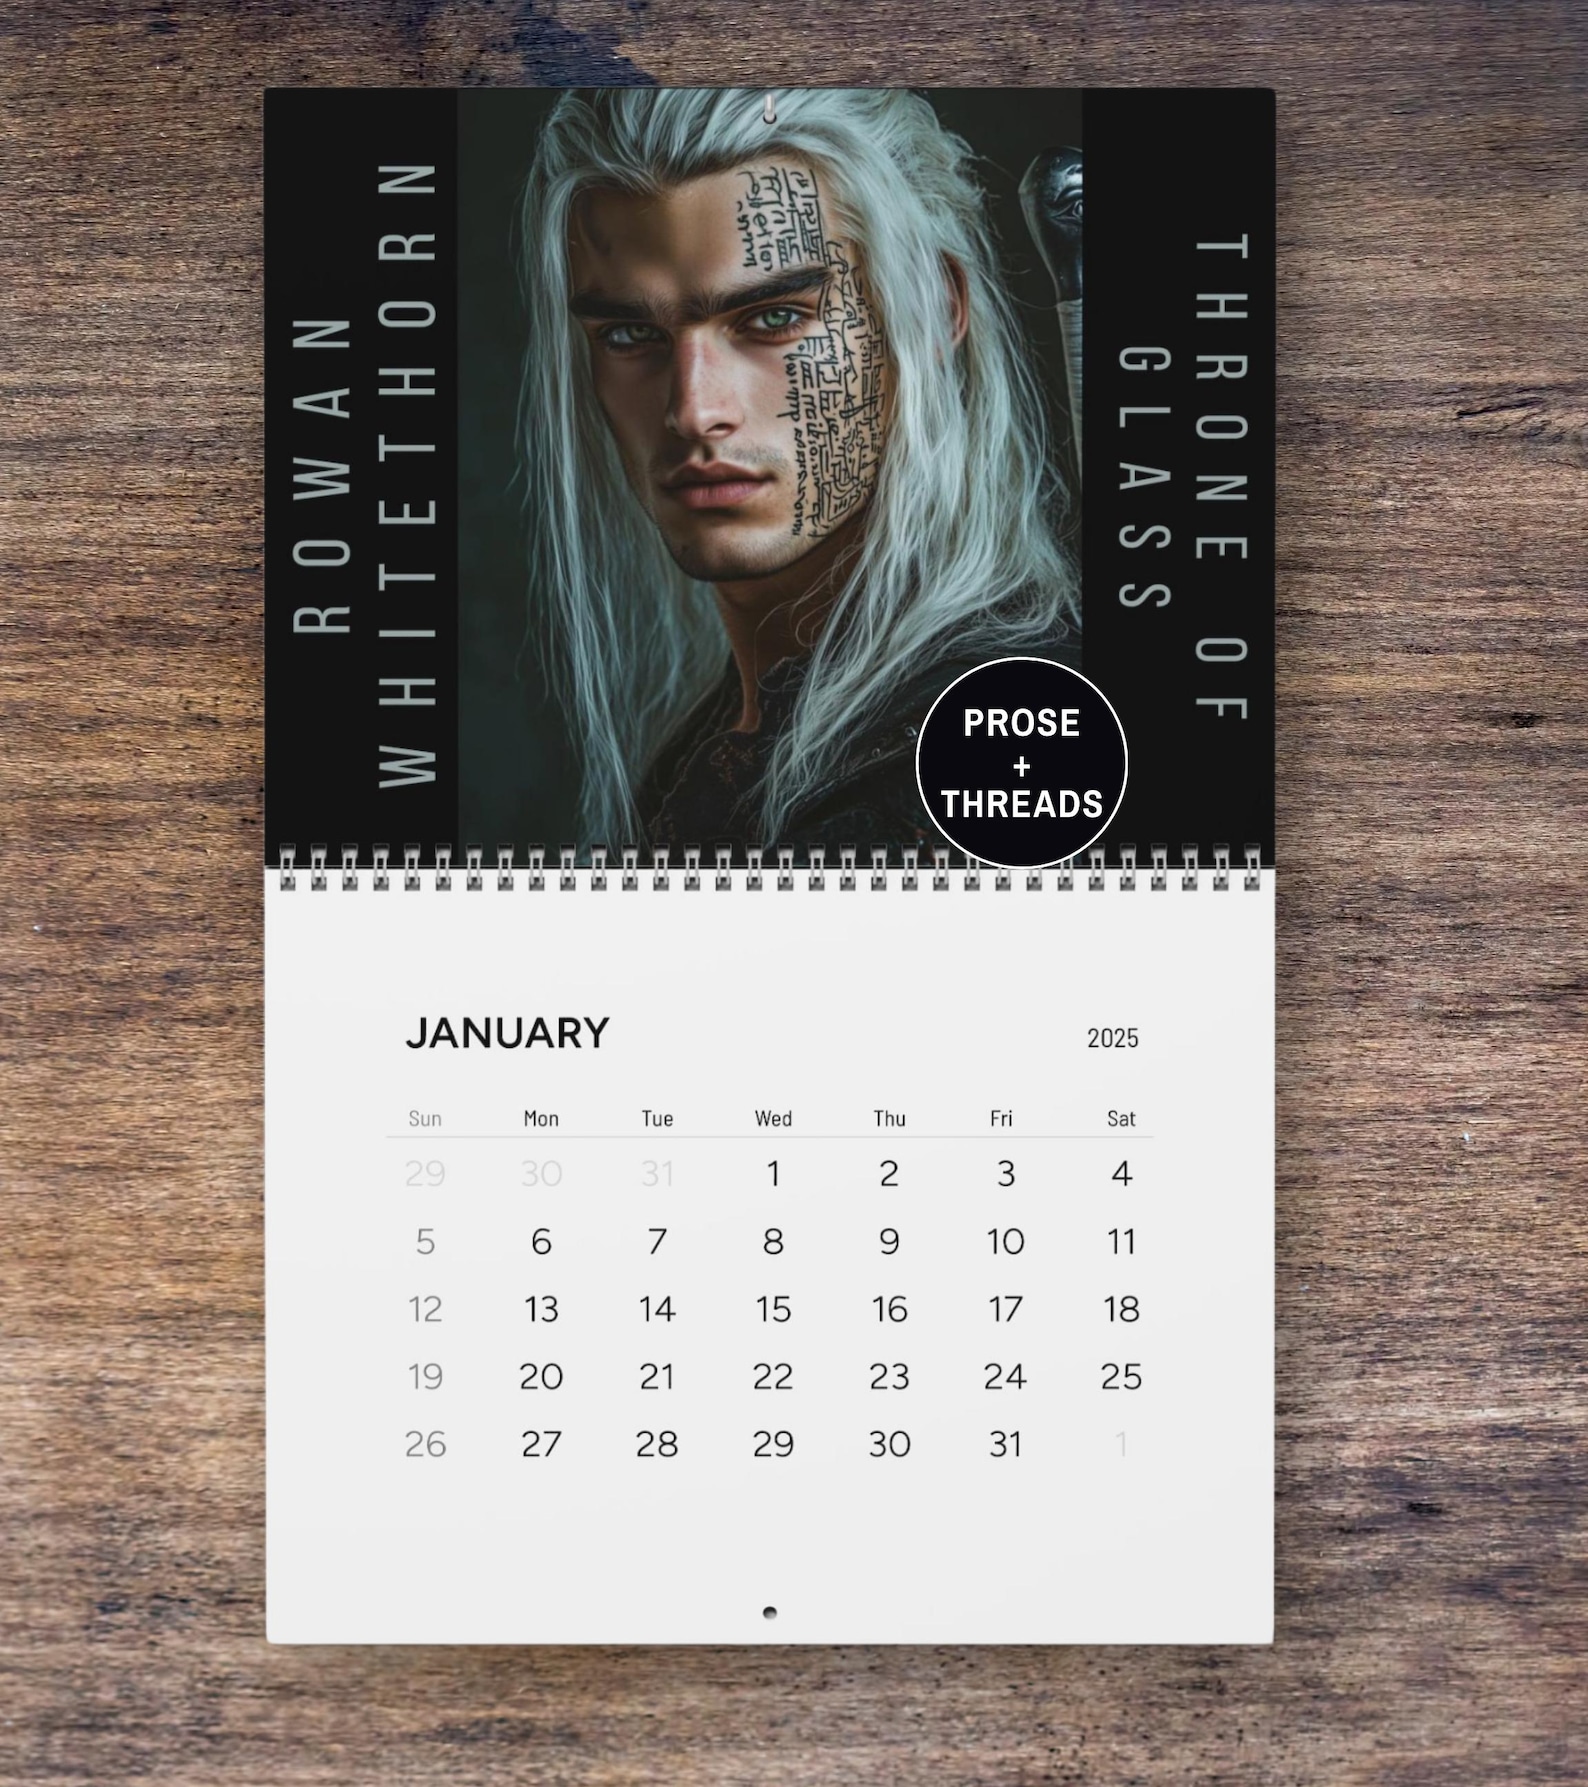 ROWAN
WHITETHORN
THRONE OF
GLASS
PROSE
+
THREADS
JANUARY 2025
Sun Mon Tue Wed Thu Fri Sat
29 30 31 1 2 3 4
5 6 7 8 9 10 11
12 13 14 15 16 17 18
19 20 21 22 23 24 25
26 27 28 29 30 31 1